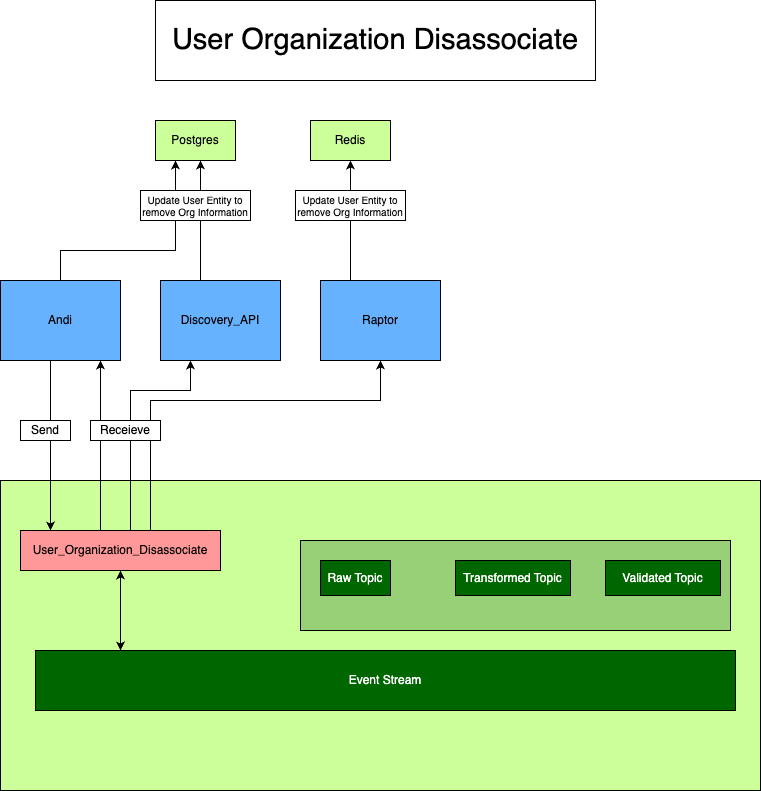 User Organization Disassociate
Postgres
Redis
Update User Entity to
remove Org Information
Update User Entity to
remove Org Information
Andi
Discovery_API
Raptor
Send
Receieve
User_Organization_Disassociate
Raw Topic
Transformed Topic
Validated Topic
Event Stream